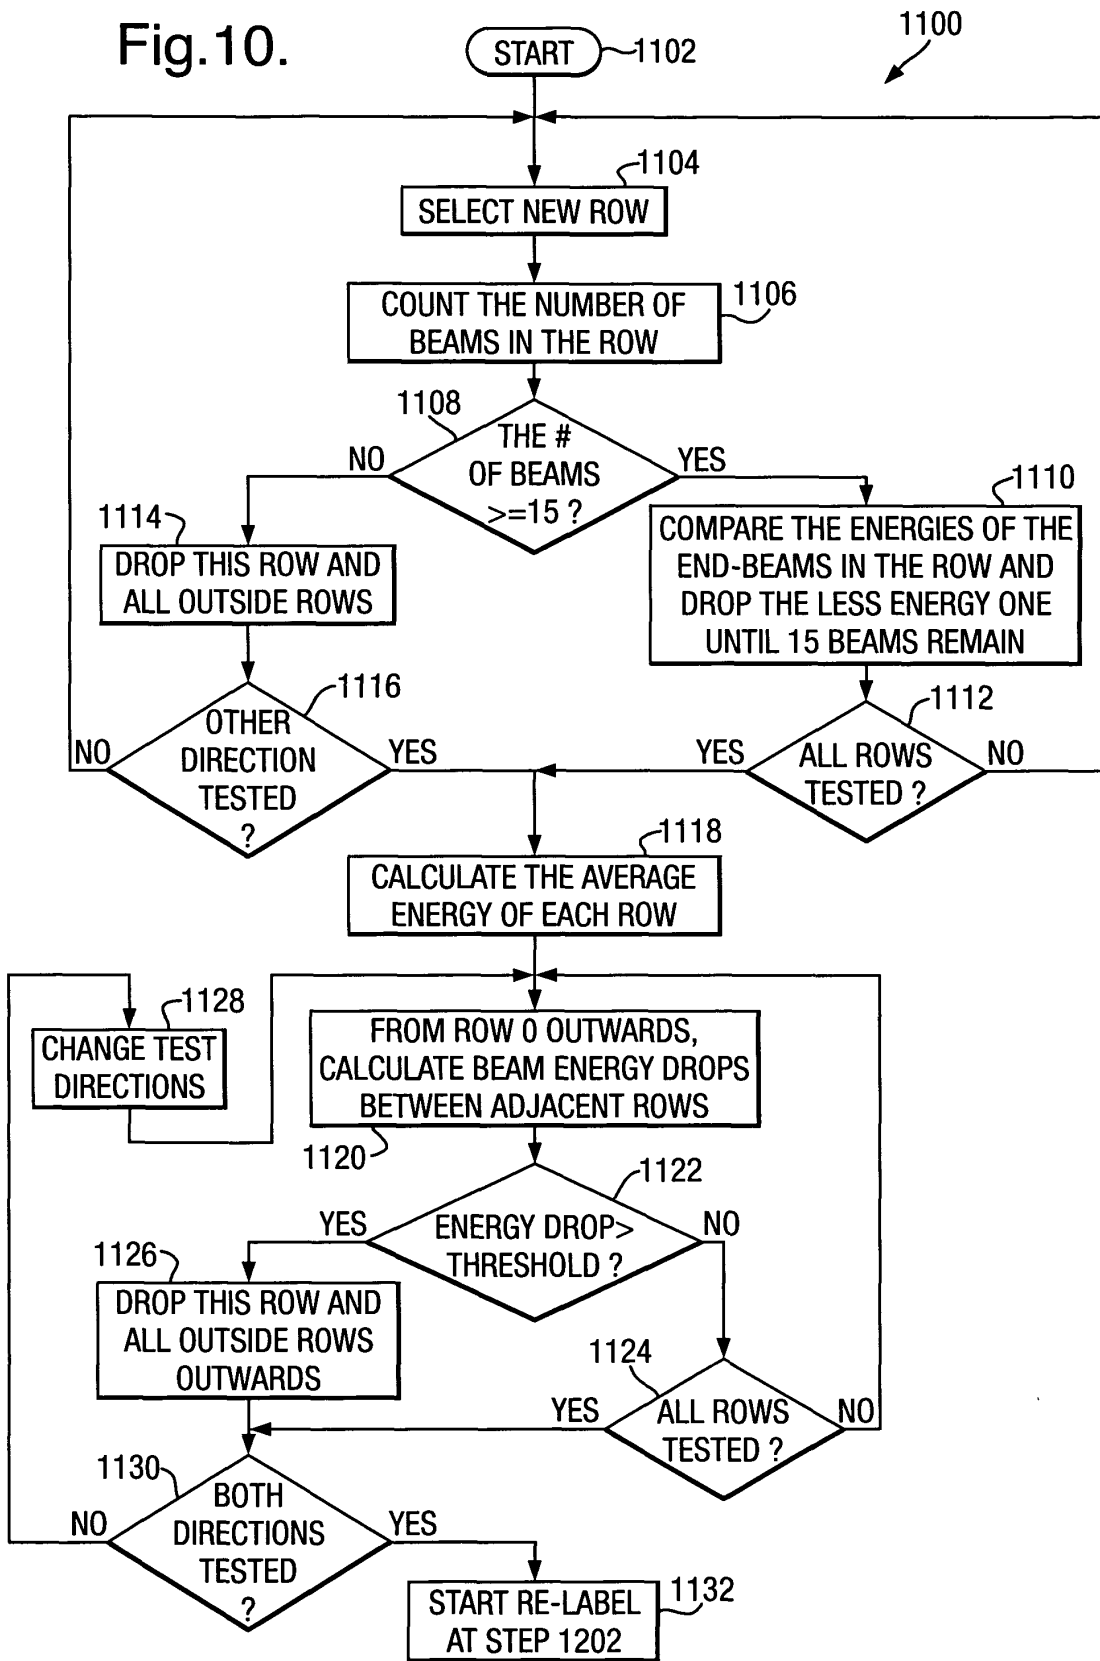 Fig.10.
START
1102
1100
1104
SELECT NEW ROW
1106
COUNT THE NUMBER OF
BEAMS IN THE ROW
1108
THE #
OF BEAMS
>=15 ?
NO
YES
1114
DROP THIS ROW AND
ALL OUTSIDE ROWS
1110
COMPARE THE ENERGIES OF THE
END-BEAMS IN THE ROW AND
DROP THE LESS ENERGY ONE
UNTIL 15 BEAMS REMAIN
1116
OTHER
DIRECTION
TESTED
?
NO
YES
1112
ALL ROWS
TESTED ?
YES
NO
1118
CALCULATE THE AVERAGE
ENERGY OF EACH ROW
1128
CHANGE TEST
DIRECTIONS
FROM ROW 0 OUTWARDS,
CALCULATE BEAM ENERGY DROPS
BETWEEN ADJACENT ROWS
1120
1122
ENERGY DROP>
THRESHOLD ?
YES
NO
1126
DROP THIS ROW AND
ALL OUTSIDE ROWS
OUTWARDS
1124
ALL ROWS
TESTED ?
YES
NO
1130
BOTH
DIRECTIONS
TESTED
?
NO
YES
1132
START RE-LABEL
AT STEP 1202